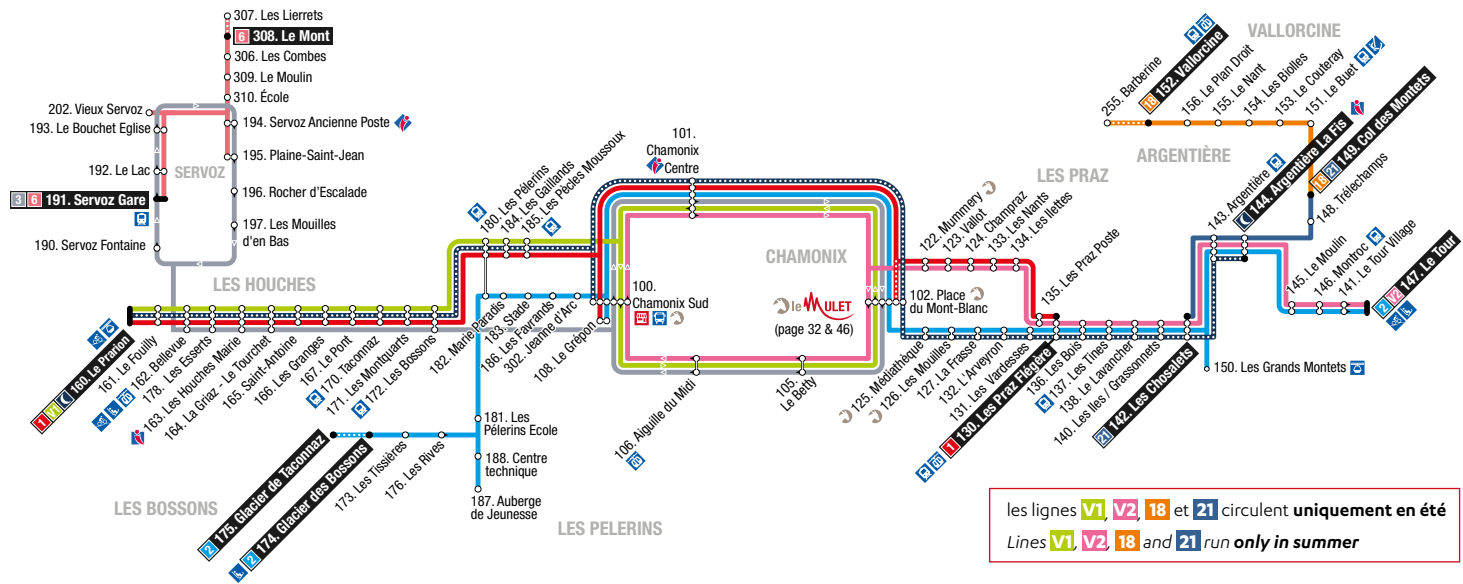 307. Les Lierrets
6 308. Le Mont
306. Les Combes
309. Le Moulin
310. École
202. Vieux Servoz
193. Le Bouchet Eglise
194. Servoz Ancienne Poste
192. Le Lac
SERVOZ
195. Plaine-Saint-Jean
3 6 191. Servoz Gare
196. Rocher d'Escalade
197. Les Mouilles
d'en Bas
190. Servoz Fontaine
LES HOUCHES
1 V1 160. Le Prarion
161. Le Fouilly
162. Bellevue
178. Les Esserts
163. Les Houches Mairie
164. La Griaz - Le Tourchet
165. Saint-Antoine
166. Les Granges
167. Le Pont
170. Taconnaz
171. Les Montquarts
172. Les Bossons
180. Les Pélerins
184. Les Gaillands
185. Les Pecles Moussoux
182. Marie Paradis
183. Stade
186. Les Favrands
302. Jeanne d'Arc
108. Le Grépon
181. Les
Pélerins Ecole
188. Centre
technique
187. Auberge
de Jeunesse
2 175. Glacier de Taconnaz
2 174. Glacier des Bossons
173. Les Tissières
176. Les Rives
LES BOSSONS
LES PELERINS
101.
Chamonix
Centre
100.
Chamonix Sud
CHAMONIX
le MULET
(page 32 & 46)
106. Aiguille du Midi
105.
Le Betty
102. Place
du Mont-Blanc
LES PRAZ
122. Mummery
123. Vallot
124. Champraz
133. Les Nants
134. Les Ilettes
135. Les Praz Poste
125. Médiathèque
126. Les Mouilles
127. La Frasse
132. L'Arveyron
131. Les Vardesses
1 130. Les Praz Flégère
136. Les Bois
137. Les Tines
138. Le Lavancher
140. Les Iles / Grassonnets
21 142. Les Chosalets
ARGENTIÈRE
143. Argentière
144. Argentière La Fis
150. Les Grands Montets
VALLORCINE
255. Barberine
18 152. Vallorcine
156. Le Plan Droit
155. Le Nant
154. Les Biolles
153. Le Couteray
151. Le Buet
18 21 149. Col des Montets
148. Tréléchamps
145. Le Moulin
146. Montroc
141. Le Tour Village
2 V2 147. Le Tour
les lignes V1, V2, 18 et 21 circulent uniquement en été
Lines V1, V2, 18 and 21 run only in summer